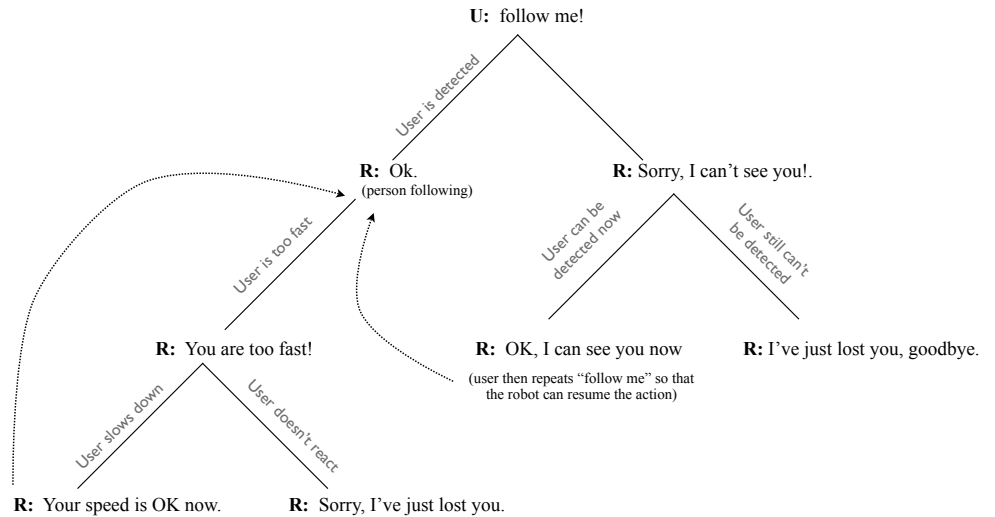 U: follow me!
User is detected
R: Ok.
(person following)
R: Sorry, I can't see you!.
User is too fast
User can be
detected now
User still can't
be detected
R: You are too fast!
R: OK, I can see you now
(user then repeats “follow me” so that
the robot can resume the action)
R: I've just lost you, goodbye.
User slows down
User doesn't react
R: Your speed is OK now.
R: Sorry, I've just lost you.